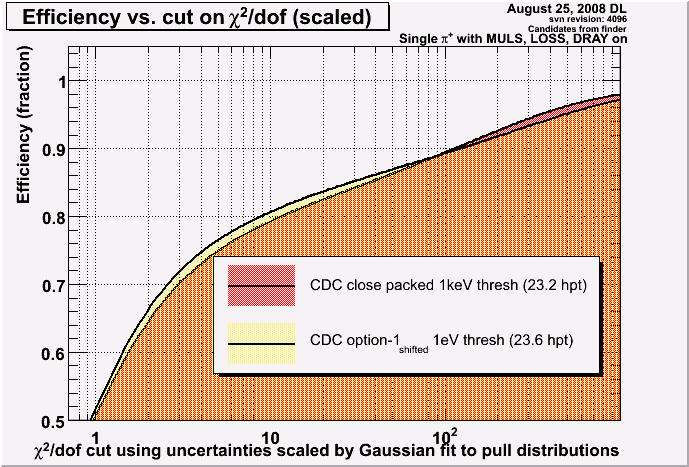 Efficiency vs. cut on χ²/dof (scaled)
August 25, 2008 DL
svn revision: 4096
Candidates from finder
Single π⁺ with MULS, LOSS, DRAY on
Efficiency (fraction)
1
0.9
0.8
0.7
0.6
0.5
CDC close packed 1keV thresh (23.2 hpt)
CDC option-1shifted 1eV thresh (23.6 hpt)
1 10 10²
χ²/dof cut using uncertainties scaled by Gaussian fit to pull distributions